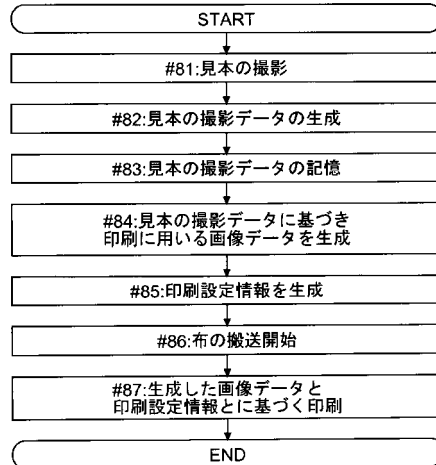 START
#81:見本の撮影
#82:見本の撮影データの生成
#83:見本の撮影データの記憶
#84:見本の撮影データに基づき
印刷に用いる画像データを生成
#85:印刷設定情報を生成
#86:布の搬送開始
#87:生成した画像データと
印刷設定情報とに基づく印刷
END